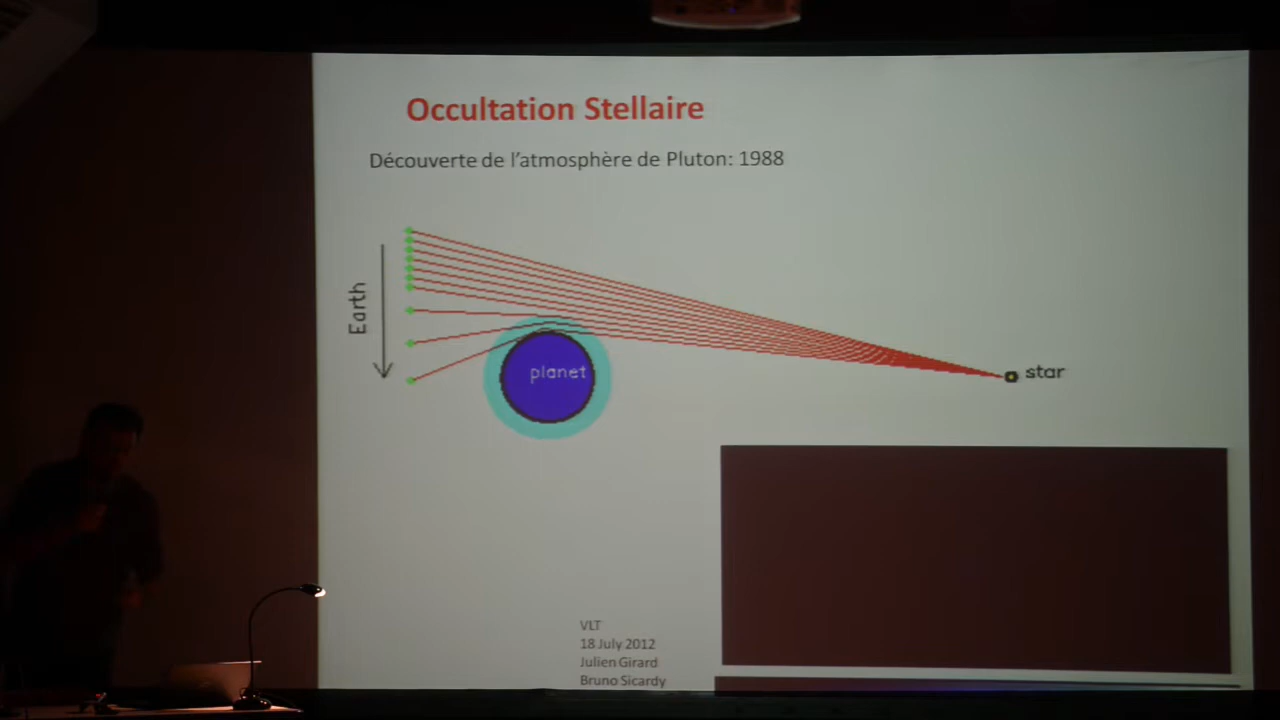 Occultation Stellaire
Découverte de l'atmosphère de Pluton: 1988
Earth
planet
star
VLT
18 July 2012
Julien Girard
Bruno Sicardy